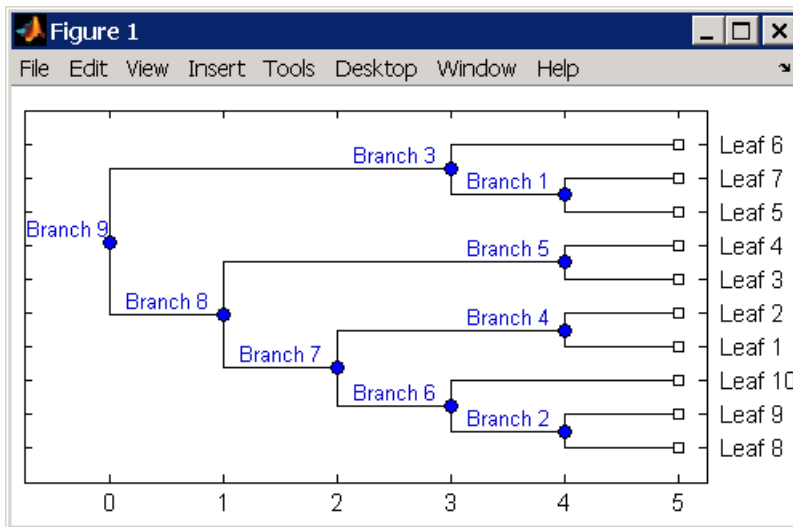 Figure 1
File Edit View Insert Tools Desktop Window Help
Leaf 6
Branch 3
Leaf 7
Branch 1
Leaf 5
Branch 9
Leaf 4
Branch 5
Leaf 3
Branch 8
Leaf 2
Branch 4
Leaf 1
Branch 7
Leaf 10
Branch 6
Leaf 9
Branch 2
Leaf 8
0 1 2 3 4 5